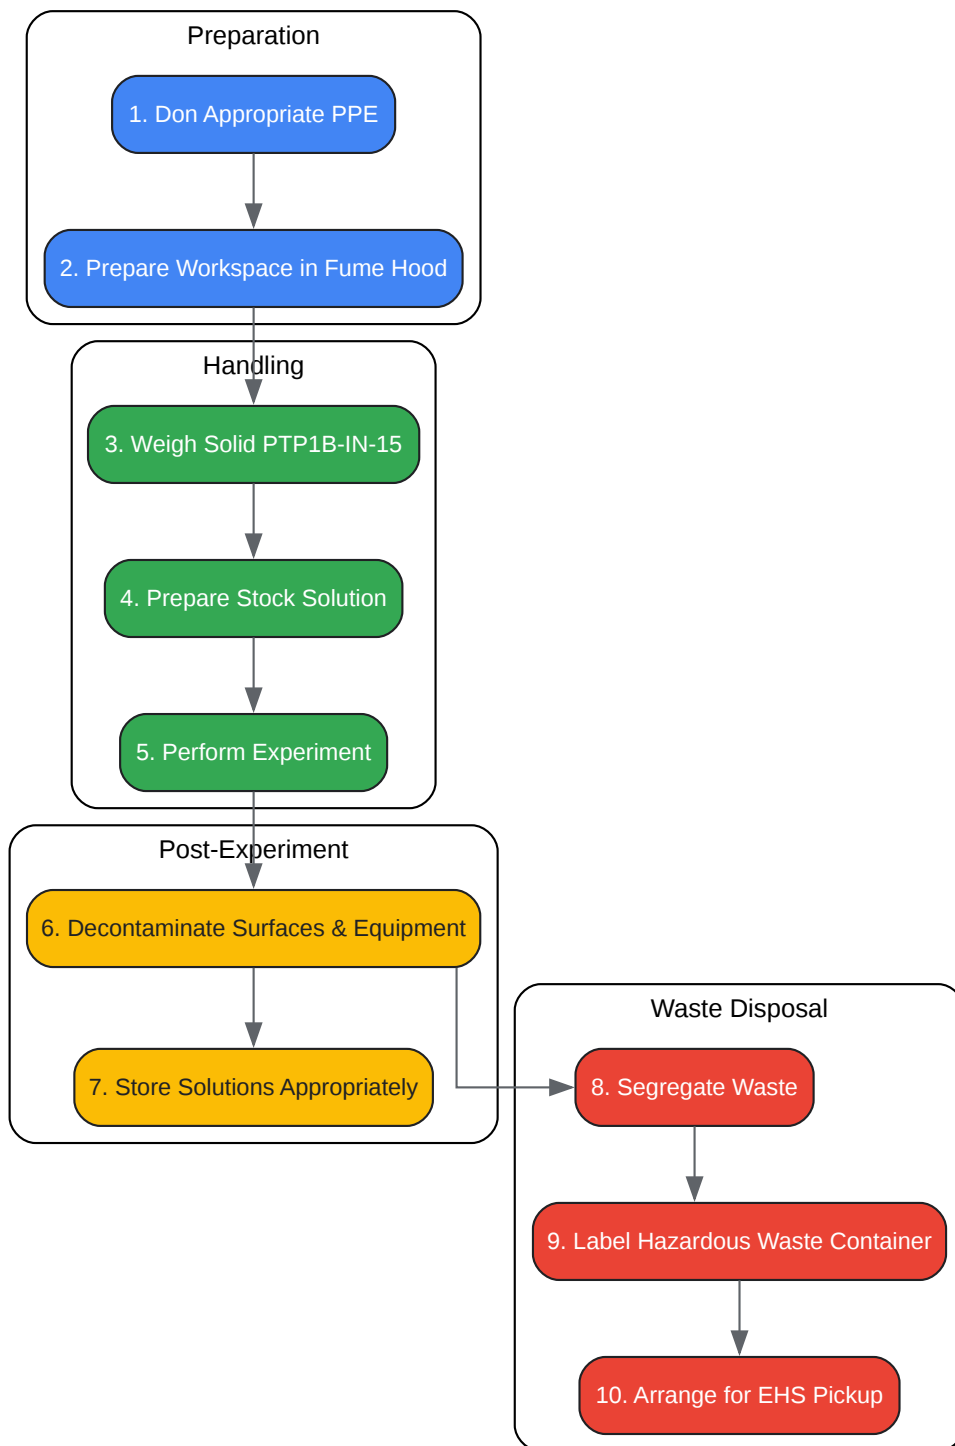 Preparation
1. Don Appropriate PPE
2. Prepare Workspace in Fume Hood
Handling
3. Weigh Solid PTP1B-IN-15
4. Prepare Stock Solution
5. Perform Experiment
Post-Experiment
6. Decontaminate Surfaces & Equipment
7. Store Solutions Appropriately
Waste Disposal
8. Segregate Waste
9. Label Hazardous Waste Container
10. Arrange for EHS Pickup